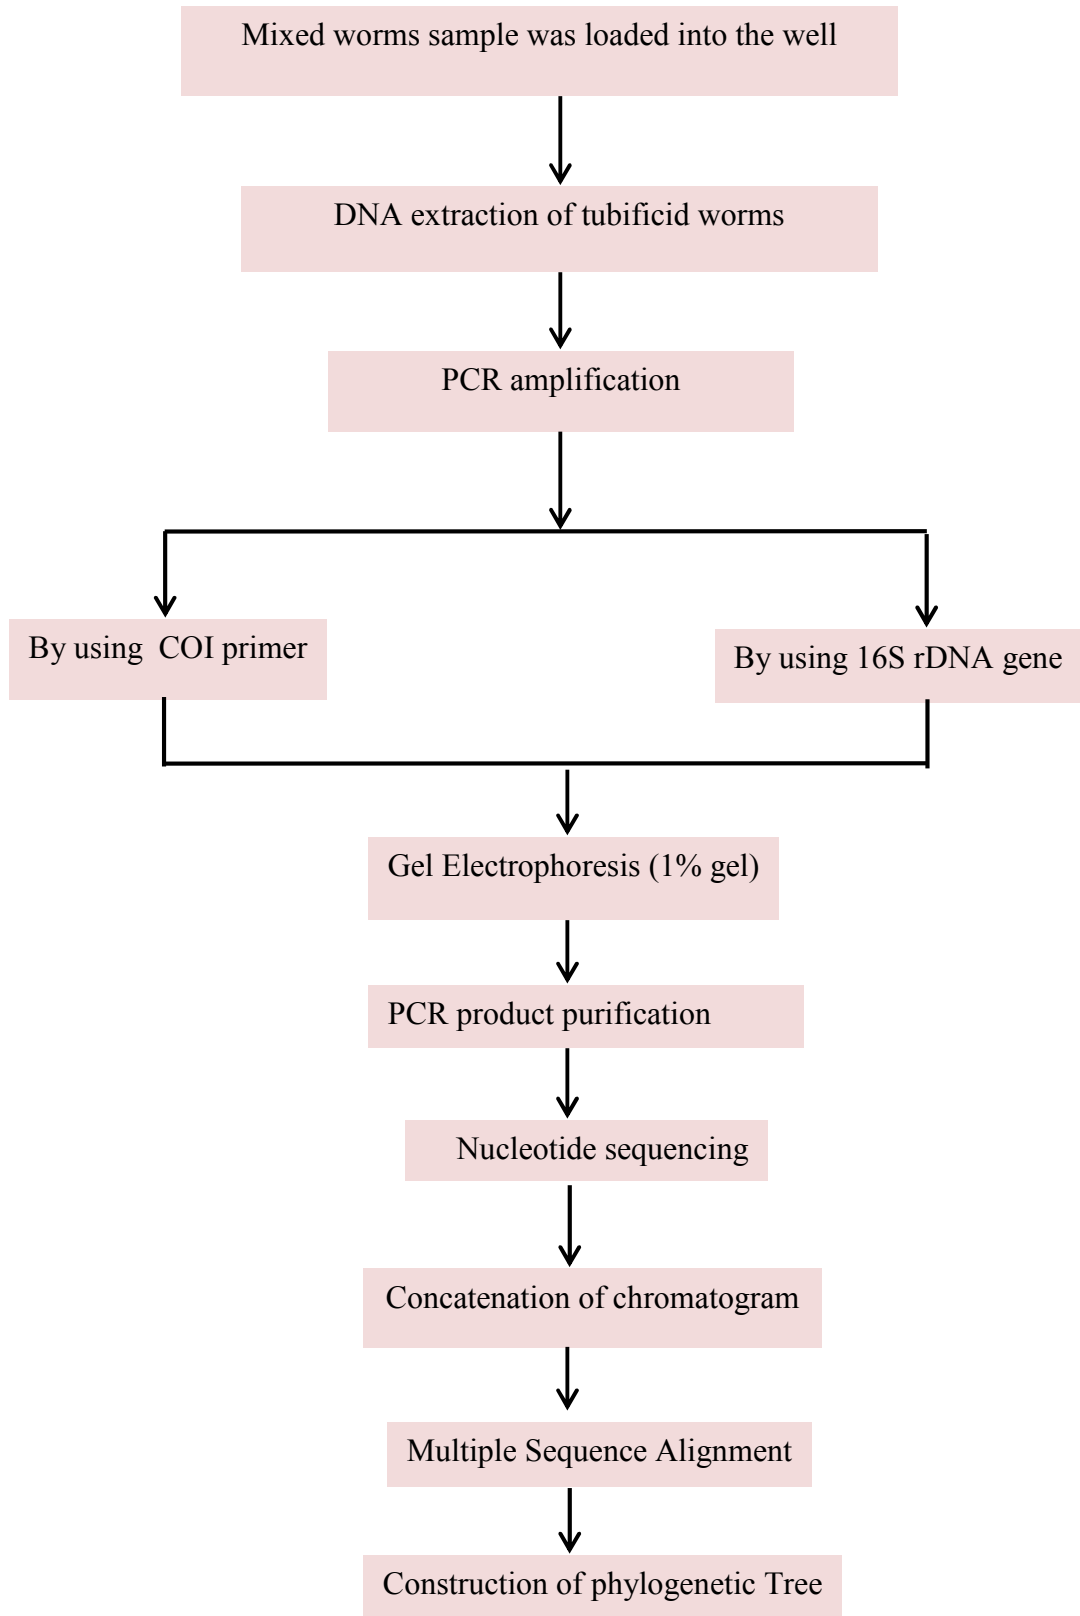 Mixed worms sample was loaded into the well
DNA extraction of tubificid worms
PCR amplification
By using  COI primer
By using 16S rDNA gene
Gel Electrophoresis (1% gel)
PCR product purification
Nucleotide sequencing
Concatenation of chromatogram
Multiple Sequence Alignment
Construction of phylogenetic Tree